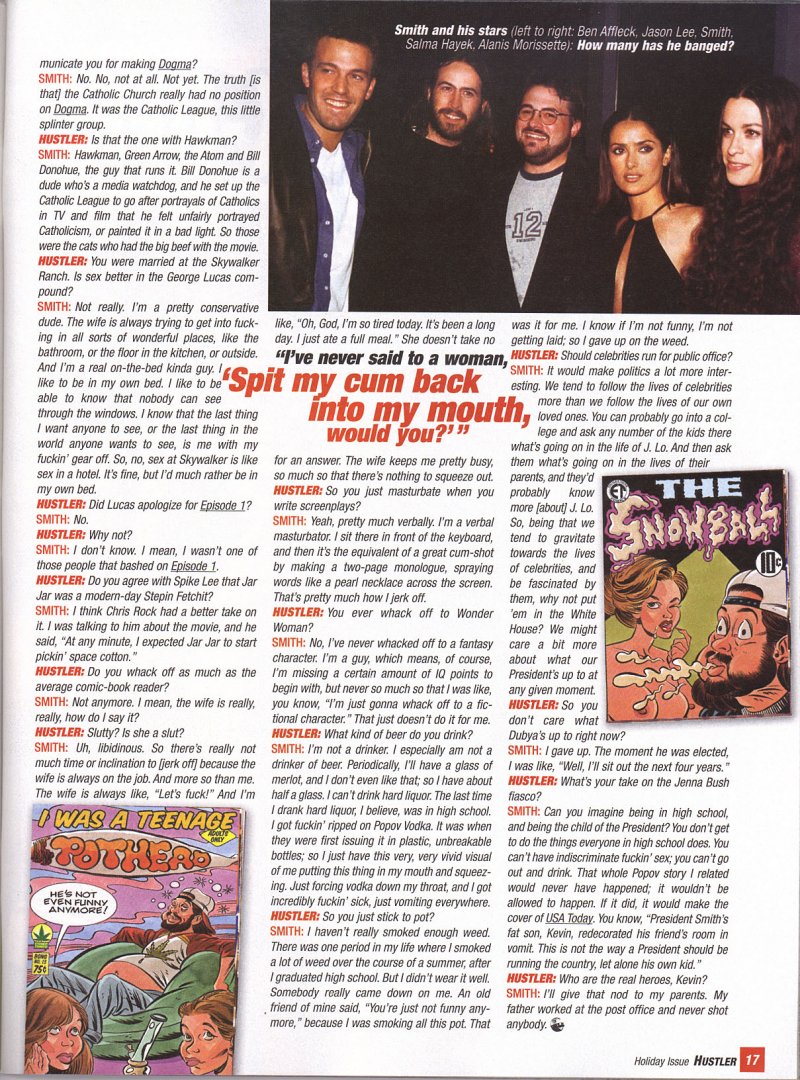 Smith and his stars (left to right: Ben Affleck, Jason Lee, Smith,
Salma Hayek, Alanis Morissette): How many has he banged?
municate you for making Dogma?
SMITH: No. No, not at all. Not yet. The truth [is
that] the Catholic Church really had no position
on Dogma. It was the Catholic League, this little
splinter group.
HUSTLER: Is that the one with Hawkman?
SMITH: Hawkman, Green Arrow, the Atom and Bill
Donohue, the guy that runs it. Bill Donohue is a
dude who's a media watchdog, and he set up the
Catholic League to go after portrayals of Catholics
in TV and film that he felt unfairly portrayed
Catholicism, or painted it in a bad light. So those
were the cats who had the big beef with the movie.
HUSTLER: You were married at the Skywalker
Ranch. Is sex better in the George Lucas com-
pound?
SMITH: Not really. I'm a pretty conservative
dude. The wife is always trying to get into fuck-
ing in all sorts of wonderful places, like the
bathroom, or the floor in the kitchen, or outside.
And I'm a real on-the-bed kinda guy. I
like to be in my own bed. I like to be
able to know that nobody can see
through the windows. I know that the last thing
I want anyone to see, or the last thing in the
world anyone wants to see, is me with my
fuckin' gear off. So, no, sex at Skywalker is like
sex in a hotel. It's fine, but I'd much rather be in
my own bed.
HUSTLER: Did Lucas apologize for Episode 1?
SMITH: No.
HUSTLER: Why not?
SMITH: I don't know. I mean, I wasn't one of
those people that bashed on Episode 1.
HUSTLER: Do you agree with Spike Lee that Jar
Jar was a modern-day Stepin Fetchit?
SMITH: I think Chris Rock had a better take on
it. I was talking to him about the movie, and he
said, "At any minute, I expected Jar Jar to start
pickin' space cotton."
HUSTLER: Do you whack off as much as the
average comic-book reader?
SMITH: Not anymore. I mean, the wife is really,
really, how do I say it?
HUSTLER: Slutty? Is she a slut?
SMITH: Uh, libidinous. So there's really not
much time or inclination to [jerk off] because the
wife is always on the job. And more so than me.
The wife is always like, "Let's fuck!" And I'm
I WAS A TEENAGE
ADULTS
ONLY
POTHEAD
HE'S NOT
EVEN FUNNY
ANYMORE!
BONG
NO. 15
75¢
like, "Oh, God, I'm so tired today. It's been a long
day. I just ate a full meal." She doesn't take no
"I've never said to a woman,
'Spit my cum back
into my mouth,
would you?'"
for an answer. The wife keeps me pretty busy,
so much so that there's nothing to squeeze out.
HUSTLER: So you just masturbate when you
write screenplays?
SMITH: Yeah, pretty much verbally. I'm a verbal
masturbator. I sit there in front of the keyboard,
and then it's the equivalent of a great cum-shot
by making a two-page monologue, spraying
words like a pearl necklace across the screen.
That's pretty much how I jerk off.
HUSTLER: You ever whack off to Wonder
Woman?
SMITH: No, I've never whacked off to a fantasy
character. I'm a guy, which means, of course,
I'm missing a certain amount of IQ points to
begin with, but never so much so that I was like,
you know, "I'm just gonna whack off to a fic-
tional character." That just doesn't do it for me.
HUSTLER: What kind of beer do you drink?
SMITH: I'm not a drinker. I especially am not a
drinker of beer. Periodically, I'll have a glass of
merlot, and I don't even like that; so I have about
half a glass. I can't drink hard liquor. The last time
I drank hard liquor, I believe, was in high school.
I got fuckin' ripped on Popov Vodka. It was when
they were first issuing it in plastic, unbreakable
bottles; so I just have this very, very vivid visual
of me putting this thing in my mouth and squeez-
ing. Just forcing vodka down my throat, and I got
incredibly fuckin' sick, just vomiting everywhere.
HUSTLER: So you just stick to pot?
SMITH: I haven't really smoked enough weed.
There was one period in my life where I smoked
a lot of weed over the course of a summer, after
I graduated high school. But I didn't wear it well.
Somebody really came down on me. An old
friend of mine said, "You're just not funny any-
more," because I was smoking all this pot. That
was it for me. I know if I'm not funny, I'm not
getting laid; so I gave up on the weed.
HUSTLER: Should celebrities run for public office?
SMITH: It would make politics a lot more inter-
esting. We tend to follow the lives of celebrities
more than we follow the lives of our own
loved ones. You can probably go into a col-
lege and ask any number of the kids there
what's going on in the life of J. Lo. And then ask
them what's going on in the lives of their
parents, and they'd
probably know
more [about] J. Lo.
So, being that we
tend to gravitate
towards the lives
of celebrities, and
be fascinated by
them, why not put
'em in the White
House? We might
care a bit more
about what our
President's up to at
any given moment.
HUSTLER: So you
don't care what
Dubya's up to right now?
SMITH: I gave up. The moment he was elected,
I was like, "Well, I'll sit out the next four years."
HUSTLER: What's your take on the Jenna Bush
fiasco?
SMITH: Can you imagine being in high school,
and being the child of the President? You don't get
to do the things everyone in high school does. You
can't have indiscriminate fuckin' sex; you can't go
out and drink. That whole Popov story I related
would never have happened; it wouldn't be
allowed to happen. If it did, it would make the
cover of USA Today. You know, "President Smith's
fat son, Kevin, redecorated his friend's room in
vomit. This is not the way a President should be
running the country, let alone his own kid."
HUSTLER: Who are the real heroes, Kevin?
SMITH: I'll give that nod to my parents. My
father worked at the post office and never shot
anybody.
THE
SNOWBALL
10¢
12
Holiday Issue HUSTLER 17